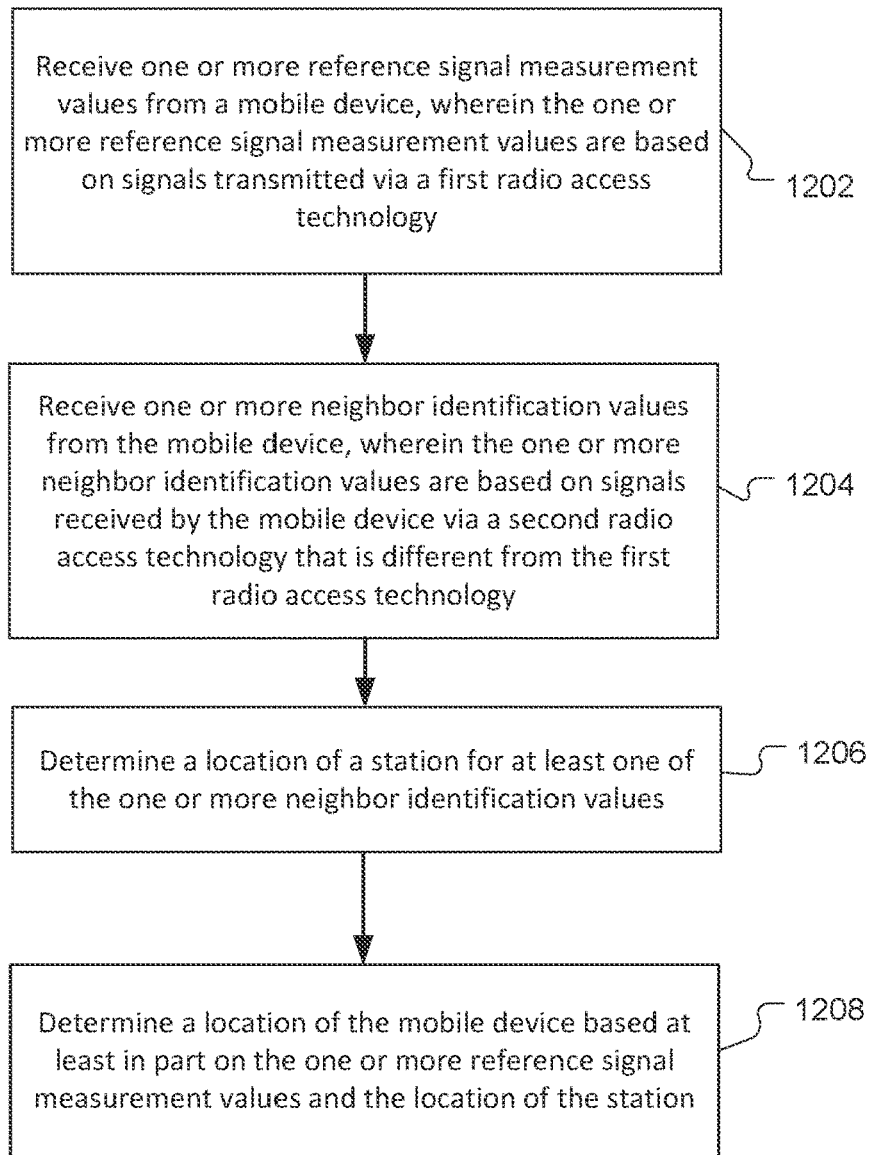 Receive one or more reference signal measurement
values from a mobile device, wherein the one or
more reference signal measurement values are based
on signals transmitted via a first radio access
technology
1202
Receive one or more neighbor identification values
from the mobile device, wherein the one or more
neighbor identification values are based on signals
received by the mobile device via a second radio
access technology that is different from the first
radio access technology
1204
Determine a location of a station for at least one of
the one or more neighbor identification values
1206
Determine a location of the mobile device based at
least in part on the one or more reference signal
measurement values and the location of the station
1208